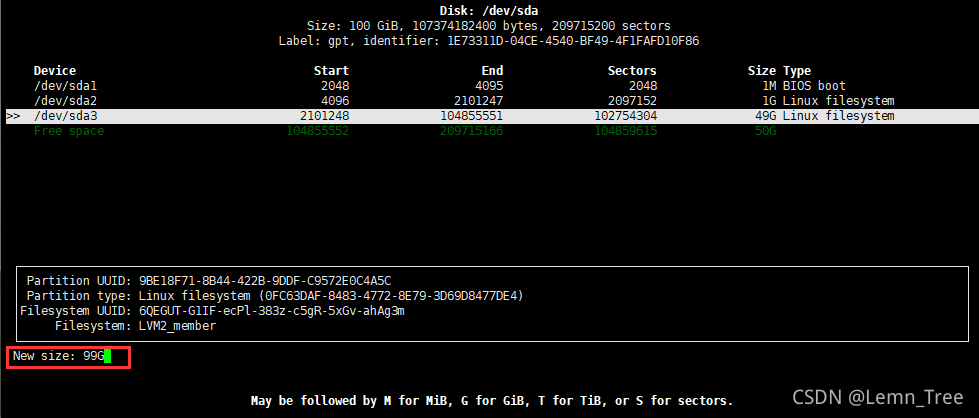 Disk: /dev/sda
Size: 100 GiB, 107374182400 bytes, 209715200 sectors
Label: gpt, identifier: 1E73311D-04CE-4540-BF49-4F1FAFD10F86
Device Start End Sectors Size Type
/dev/sda1 2048 4095 2048 1M BIOS boot
/dev/sda2 4096 2101247 2097152 1G Linux filesystem
>> /dev/sda3 2101248 104855551 102754304 49G Linux filesystem
Free space 104855552 209715166 104859615 50G
Partition UUID: 9BE18F71-8B44-422B-9DDF-C9572E0C4A5C
Partition type: Linux filesystem (0FC63DAF-8483-4772-8E79-3D69D8477DE4)
Filesystem UUID: 6QEGUT-G1IF-ecPl-383z-c5gR-5xGv-ahAg3m
Filesystem: LVM2_member
New size: 99G
May be followed by M for MiB, G for GiB, T for TiB, or S for sectors.
CSDN @Lemn_Tree